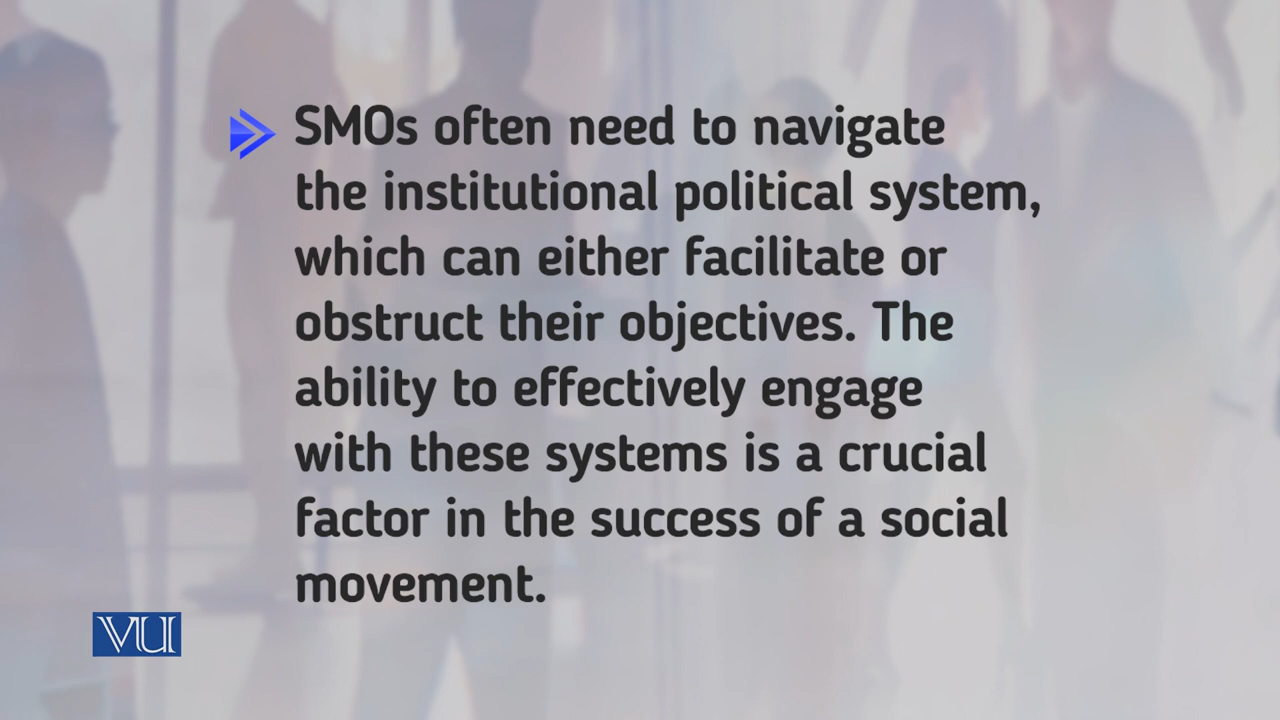 SMOs often need to navigate
the institutional political system,
which can either facilitate or
obstruct their objectives. The
ability to effectively engage
with these systems is a crucial
factor in the success of a social
movement.
VU